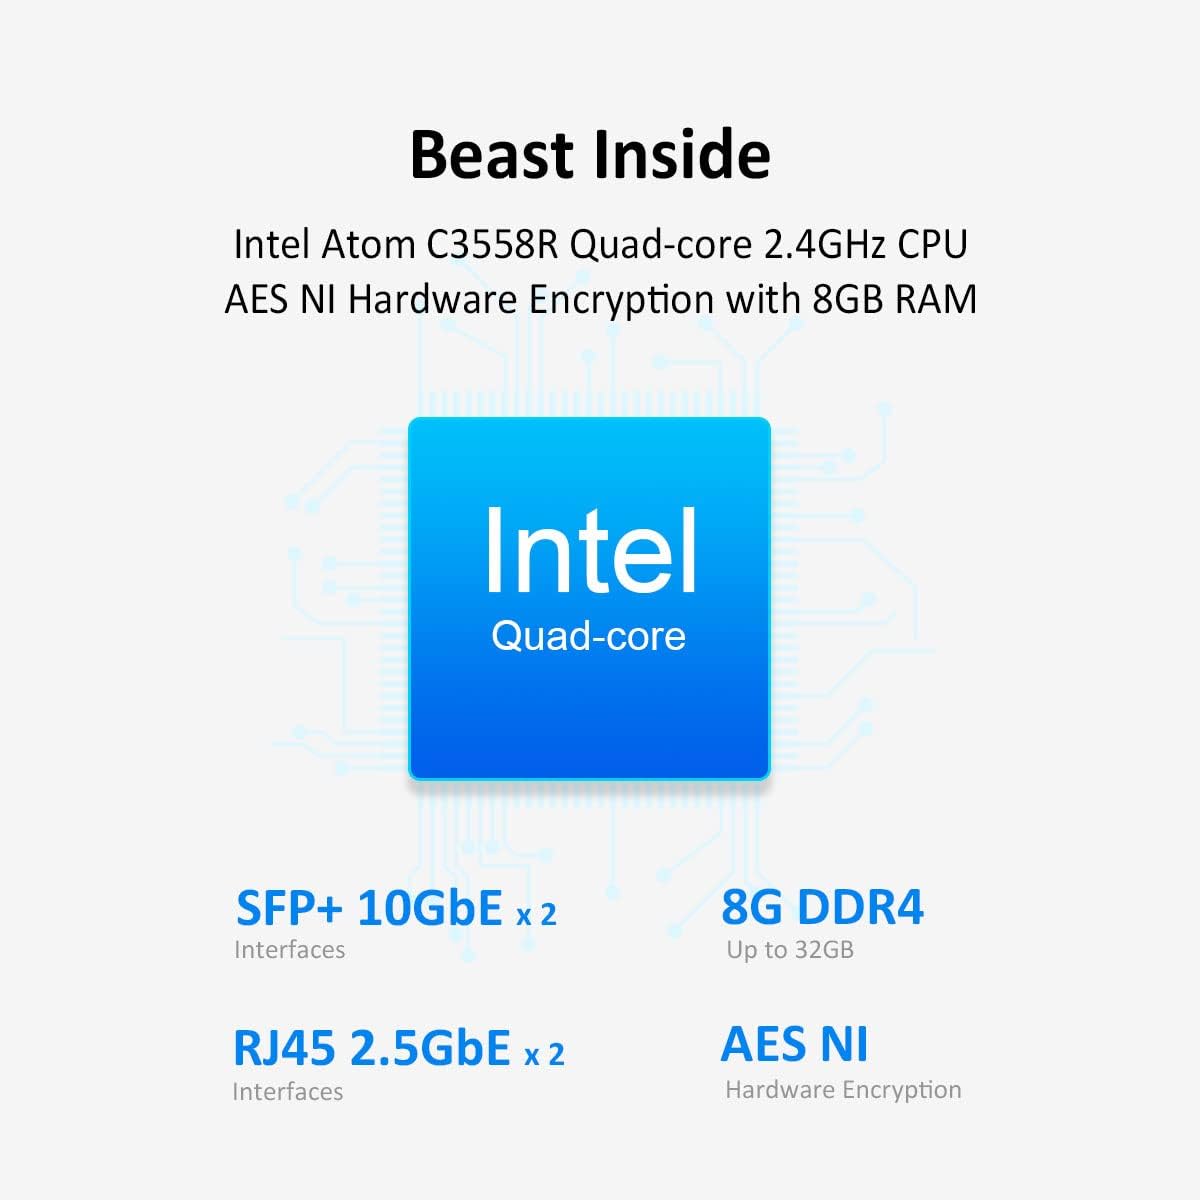 Beast Inside
Intel Atom C3558R Quad-core 2.4GHz CPU
AES NI Hardware Encryption with 8GB RAM
Intel
Quad-core
SFP+ 10GbE x 2
Interfaces
8G DDR4
Up to 32GB
RJ45 2.5GbE x 2
Interfaces
AES NI
Hardware Encryption